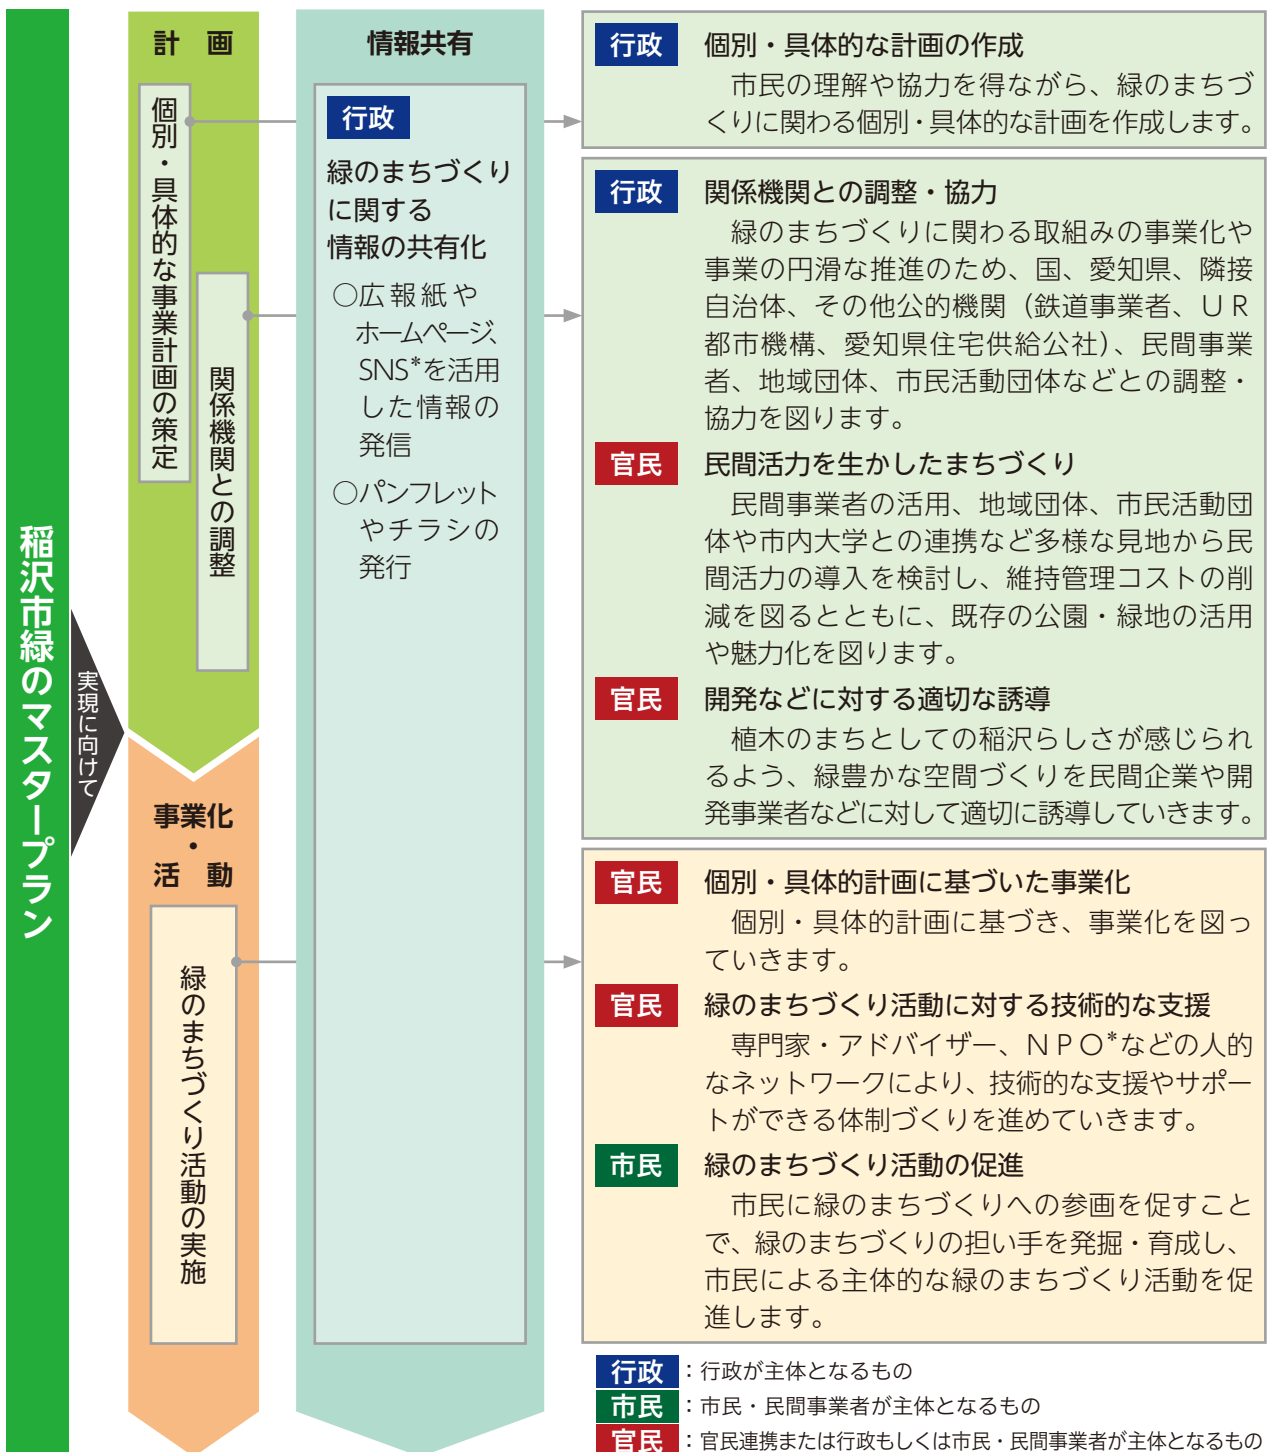 稲沢市緑のマスタープラン
実現に向けて
計　画
個別・具体的な事業計画の策定
関係機関との調整
事業化
・
活　動
緑のまちづくり活動の実施
情報共有
行政
緑のまちづくり
に関する
情報の共有化
○広報紙や
ホームページ、
SNS*を活用
した情報の
発信
○パンフレット
やチラシの
発行
行政　個別・具体的な計画の作成
市民の理解や協力を得ながら、緑のまちづ
くりに関わる個別・具体的な計画を作成します。
行政　関係機関との調整・協力
緑のまちづくりに関わる取組みの事業化や
事業の円滑な推進のため、国、愛知県、隣接
自治体、その他公的機関（鉄道事業者、ＵＲ
都市機構、愛知県住宅供給公社）、民間事業
者、地域団体、市民活動団体などとの調整・
協力を図ります。
官民　民間活力を生かしたまちづくり
民間事業者の活用、地域団体、市民活動団
体や市内大学との連携など多様な見地から民
間活力の導入を検討し、維持管理コストの削
減を図るとともに、既存の公園・緑地の活用
や魅力化を図ります。
官民　開発などに対する適切な誘導
植木のまちとしての稲沢らしさが感じられ
るよう、緑豊かな空間づくりを民間企業や開
発事業者などに対して適切に誘導していきます。
官民　個別・具体的計画に基づいた事業化
個別・具体的計画に基づき、事業化を図っ
ていきます。
官民　緑のまちづくり活動に対する技術的な支援
専門家・アドバイザー、ＮＰＯ*などの人的
なネットワークにより、技術的な支援やサポー
トができる体制づくりを進めていきます。
市民　緑のまちづくり活動の促進
市民に緑のまちづくりへの参画を促すこと
で、緑のまちづくりの担い手を発掘・育成し、
市民による主体的な緑のまちづくり活動を促
進します。
行政：行政が主体となるもの
市民：市民・民間事業者が主体となるもの
官民：官民連携または行政もしくは市民・民間事業者が主体となるもの